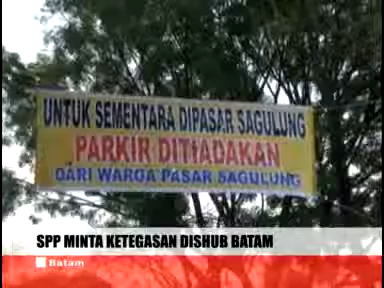 UNTUK SEMENTARA DIPASAR SAGULUNG
PARKIR DITIADAKAN
DARI WARGA PASAR SAGULUNG
SPP MINTA KETEGASAN DISHUB BATAM
Batam